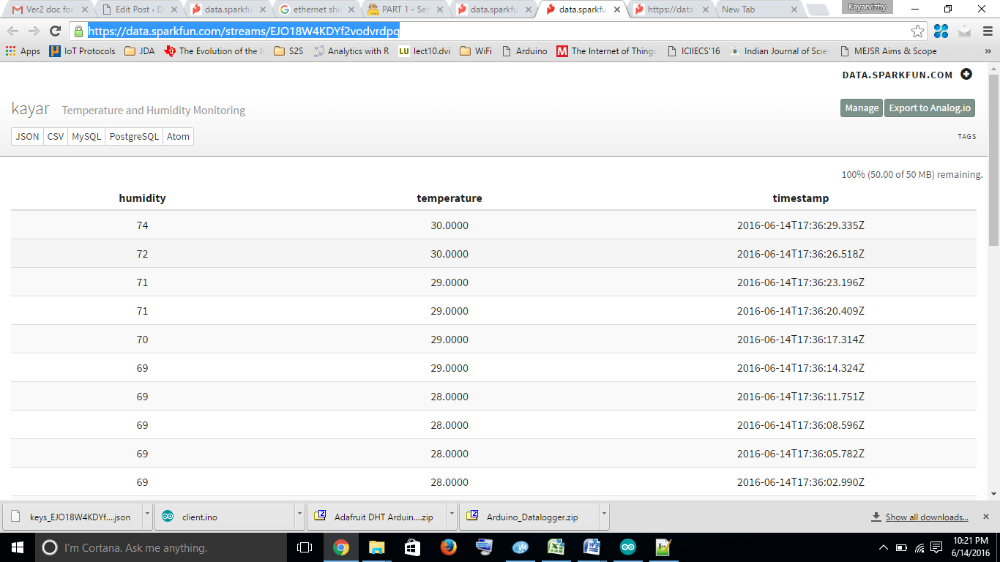 Ver2 doc for
Edit Post ‹ D
data.sparkfu
ethernet shie
PART 1 - Sen
data.sparkfu
data.sparkfu
https://data.
New Tab
Kayarvizhy
https://data.sparkfun.com/streams/EJO18W4KDYf2vodvrdpq
Apps
IoT Protocols
JDA
The Evolution of the I
S2S
Analytics with R
LU lect10.dvi
WiFi
Arduino
M The Internet of Things
ICIIECS'16
Indian Journal of Scien
MEJSR Aims & Scope
»
DATA.SPARKFUN.COM
kayar Temperature and Humidity Monitoring
Manage Export to Analog.io
JSON CSV MySQL PostgreSQL Atom
TAGS
100% (50.00 of 50 MB) remaining.
humidity temperature timestamp
74 30.0000 2016-06-14T17:36:29.335Z
72 30.0000 2016-06-14T17:36:26.518Z
71 29.0000 2016-06-14T17:36:23.196Z
71 29.0000 2016-06-14T17:36:20.409Z
70 29.0000 2016-06-14T17:36:17.314Z
69 29.0000 2016-06-14T17:36:14.324Z
69 28.0000 2016-06-14T17:36:11.751Z
69 28.0000 2016-06-14T17:36:08.596Z
69 28.0000 2016-06-14T17:36:05.782Z
69 28.0000 2016-06-14T17:36:02.990Z
keys_EJO18W4KDYf....json
client.ino
Adafruit DHT Arduin....zip
Arduino_Datalogger.zip
Show all downloads...
I'm Cortana. Ask me anything.
10:21 PM
6/14/2016